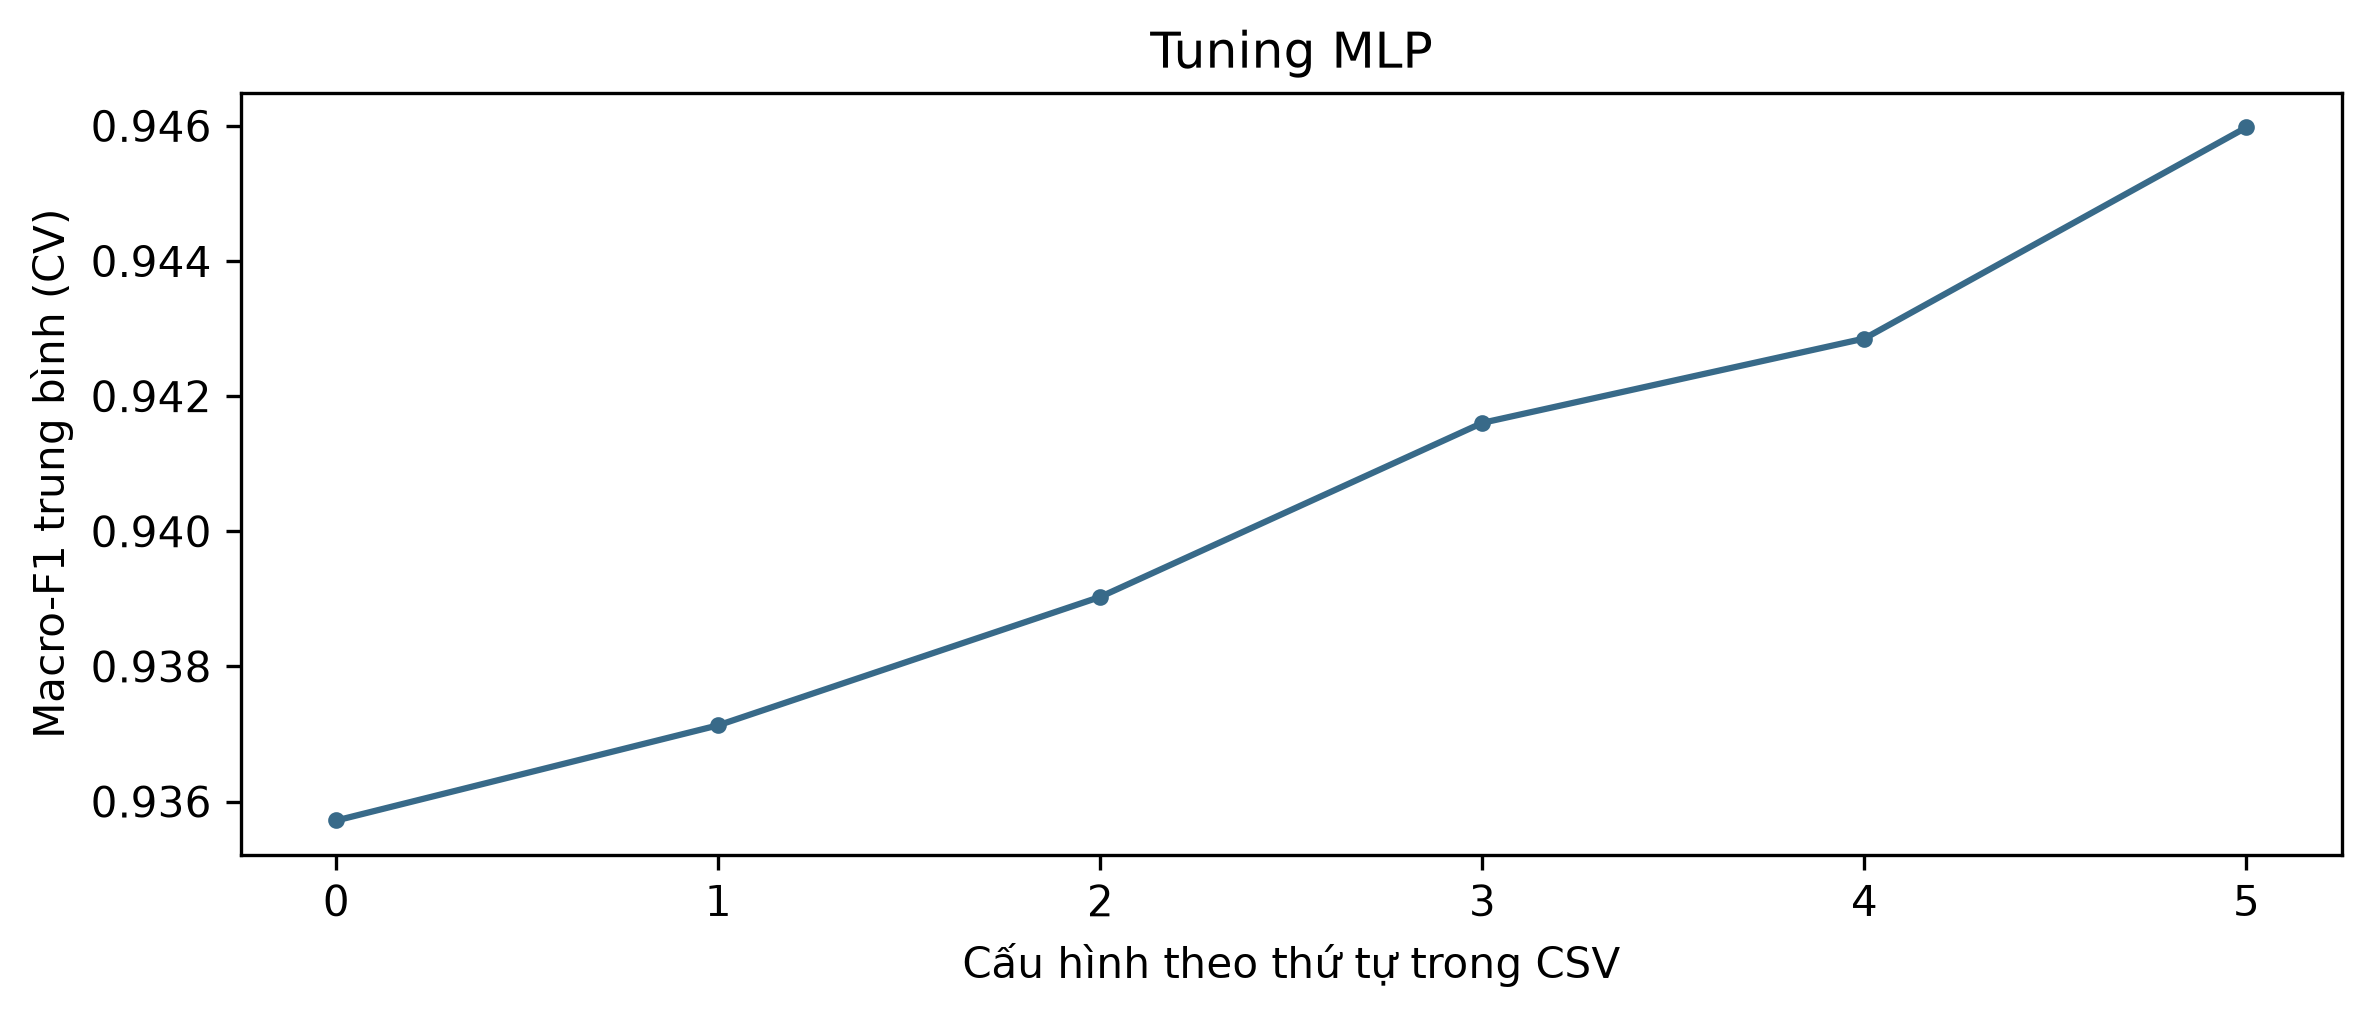 Tuning MLP
Macro-F1 trung bình (CV)
0.946
0.944
0.942
0.940
0.938
0.936
0 1 2 3 4 5
Cấu hình theo thứ tự trong CSV